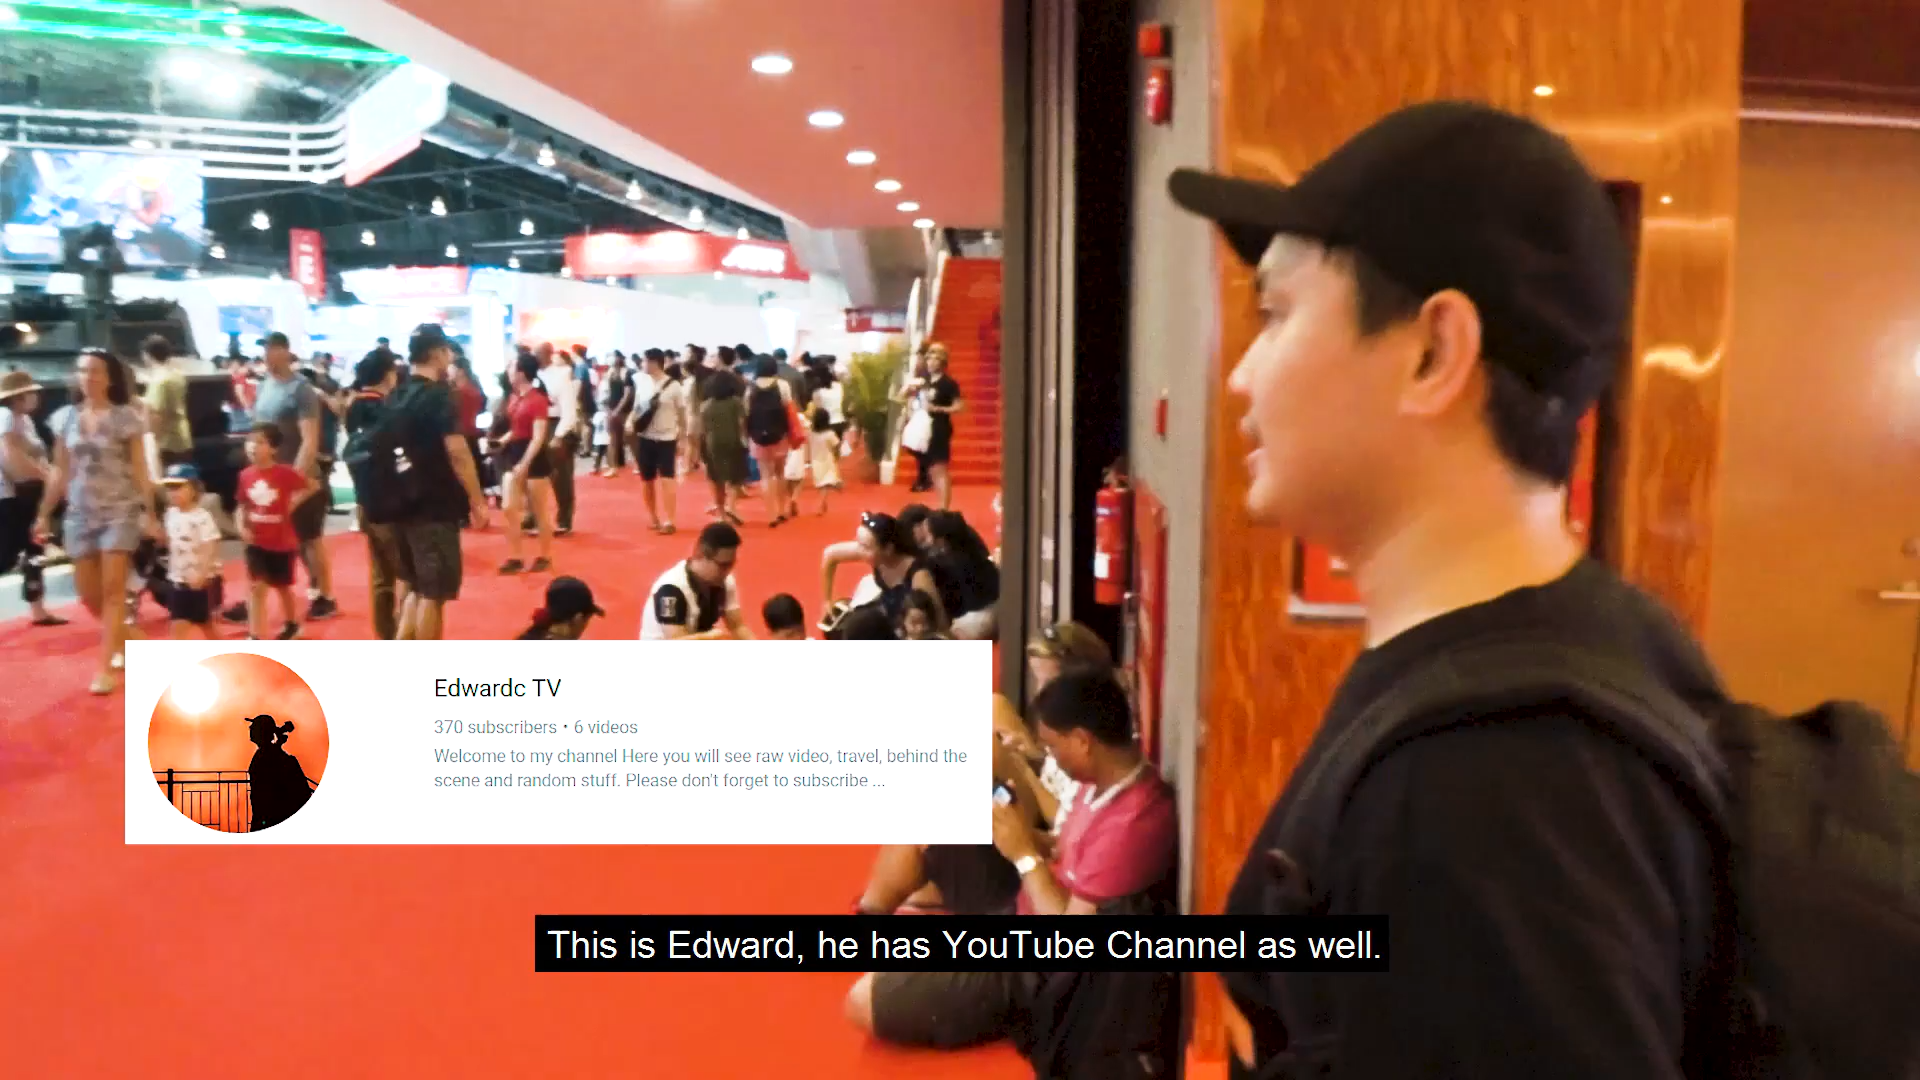 Edwardc TV
370 subscribers • 6 videos
Welcome to my channel Here you will see raw video, travel, behind the
scene and random stuff. Please don't forget to subscribe ...
This is Edward, he has YouTube Channel as well.